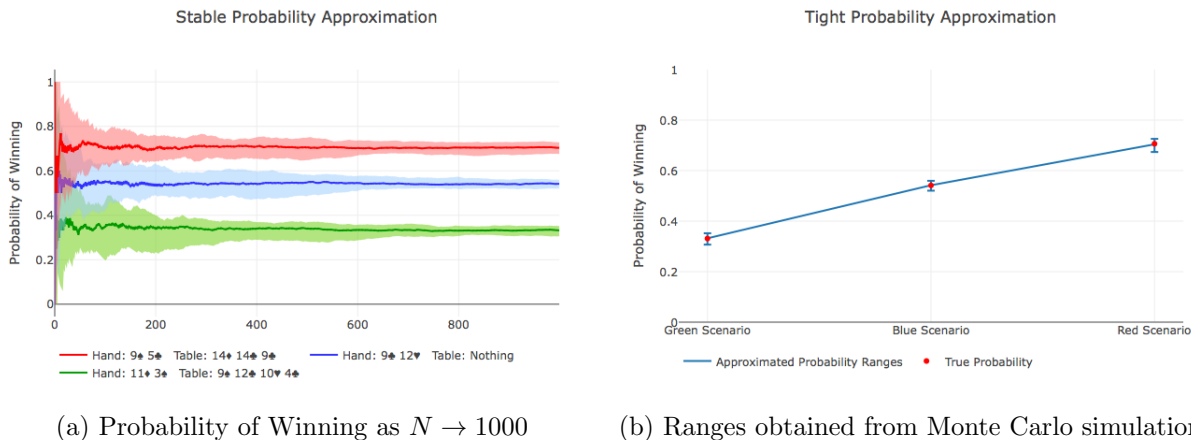 Stable Probability Approximation
Probability of Winning
1
0.8
0.6
0.4
0.2
0
0 200 400 600 800
Hand: 9♠ 5♣ Table: 14♦ 14♣ 9♣
Hand: 9♣ 12♥ Table: Nothing
Hand: 11♦ 3♠ Table: 9♠ 12♣ 10♥ 4♣
(a) Probability of Winning as N → 1000
Tight Probability Approximation
Probability of Winning
1
0.8
0.6
0.4
0.2
0
Green Scenario Blue Scenario Red Scenario
Approximated Probability Ranges True Probability
(b) Ranges obtained from Monte Carlo simulation